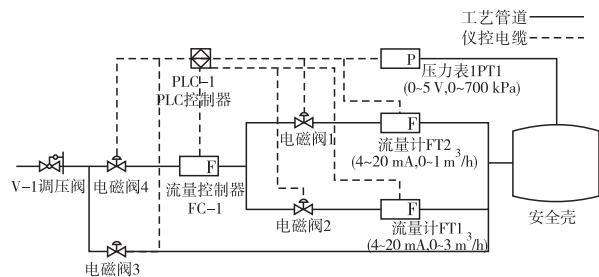 工艺管道
仪控电缆
P
PLC-1
PLC控制器
压力表1PT1
(0~5 V,0~700 kPa)
F
电磁阀1
流量计FT2
(4~20 mA,0~1 m³/h)
F
V-1调压阀
电磁阀4
流量控制器
FC-1
安全壳
F
电磁阀2
流量计FT1
(4~20 mA,0~3 m³/h)
电磁阀3